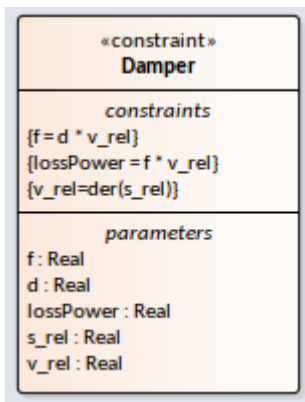 «constraint»
Damper
constraints
{f=d * v_rel}
{lossPower =f * v_rel}
{v_rel=der(s_rel)}
parameters
f : Real
d : Real
lossPower : Real
s_rel : Real
v_rel : Real